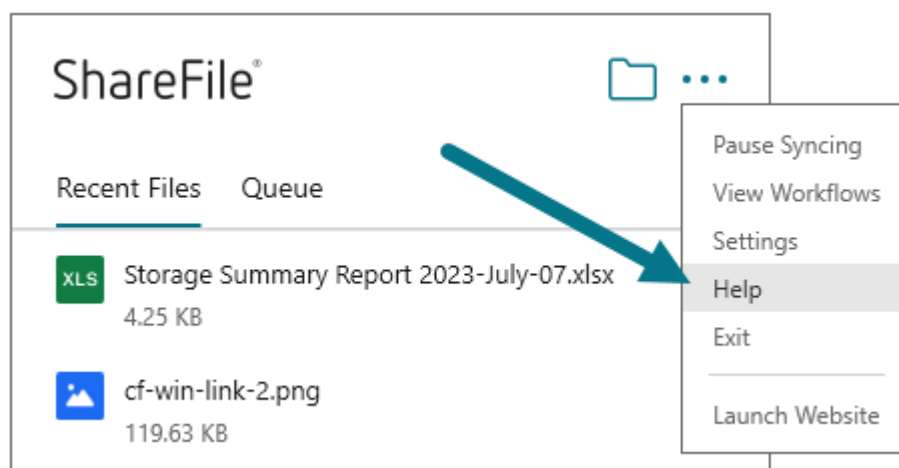 ShareFile®
Recent Files Queue
XLS Storage Summary Report 2023-July-07.xlsx
4.25 KB
cf-win-link-2.png
119.63 KB
Pause Syncing
View Workflows
Settings
Help
Exit
Launch Website